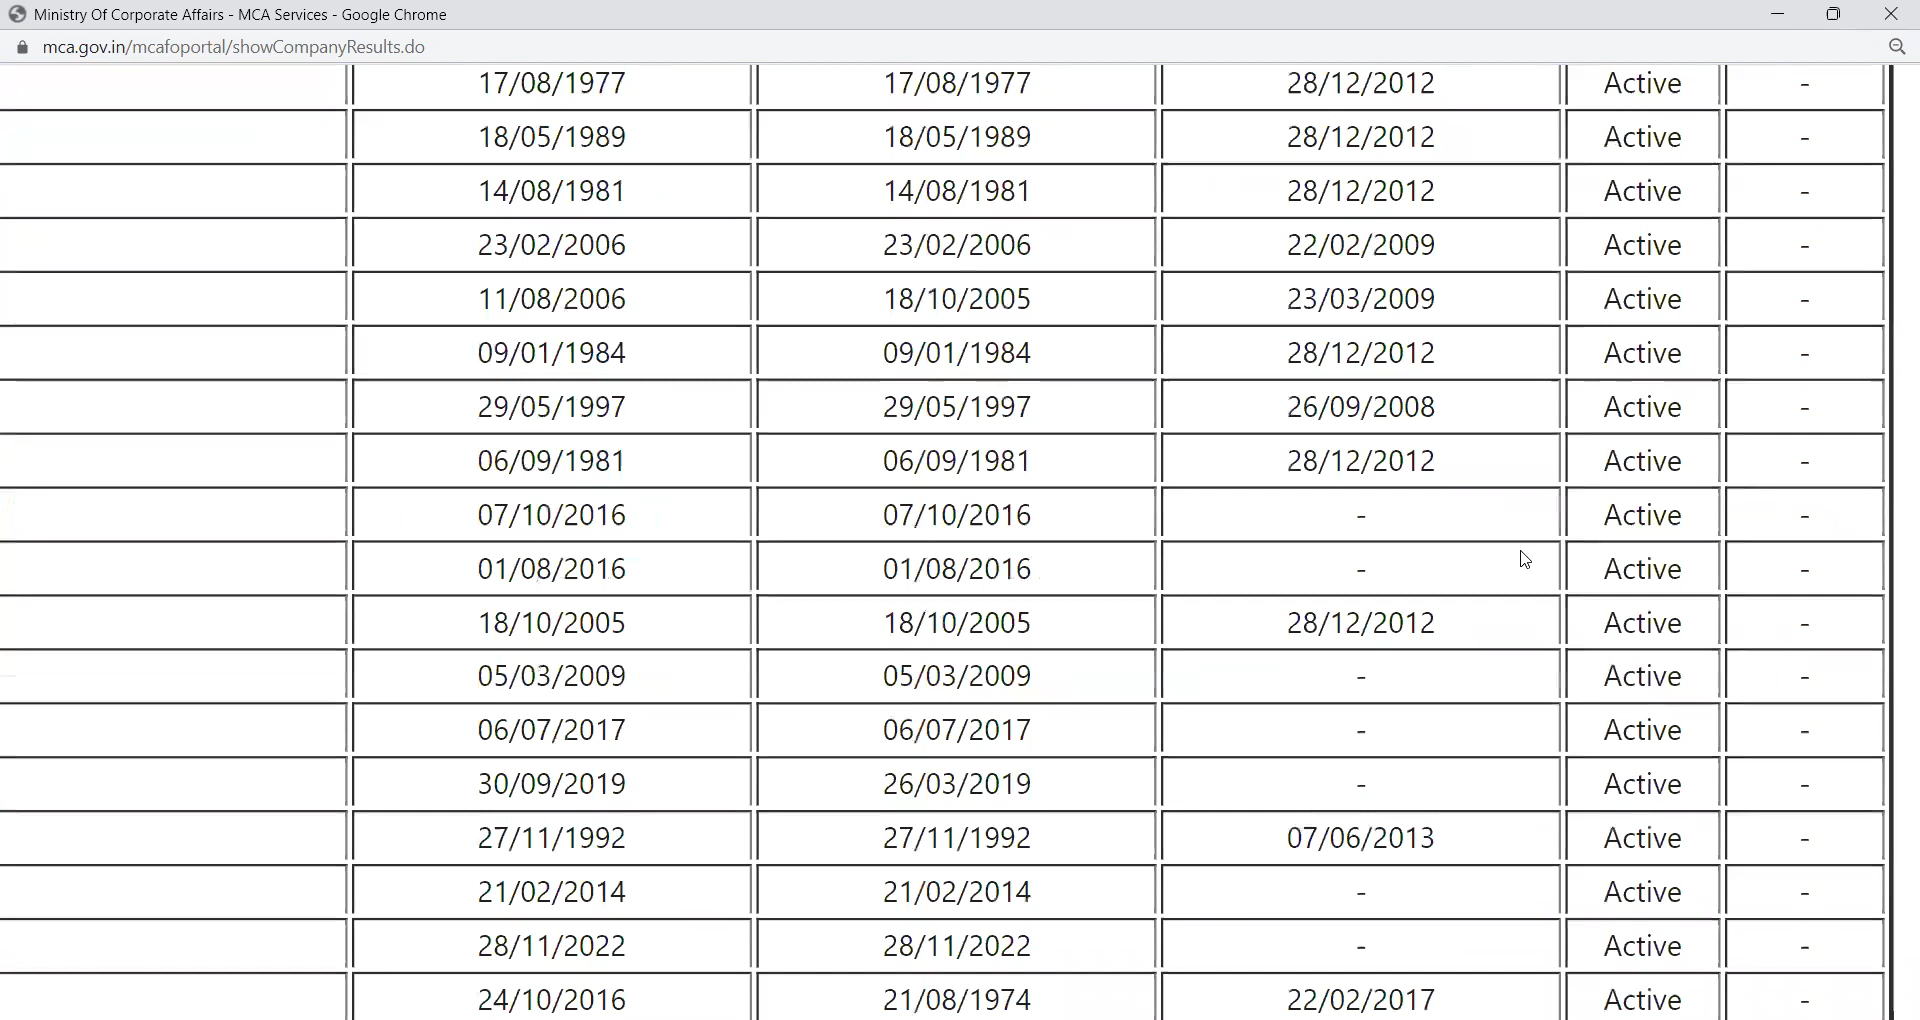 Ministry Of Corporate Affairs - MCA Services - Google Chrome
mca.gov.in/mcafoportal/showCompanyResults.do
17/08/1977 17/08/1977 28/12/2012 Active -
18/05/1989 18/05/1989 28/12/2012 Active -
14/08/1981 14/08/1981 28/12/2012 Active -
23/02/2006 23/02/2006 22/02/2009 Active -
11/08/2006 18/10/2005 23/03/2009 Active -
09/01/1984 09/01/1984 28/12/2012 Active -
29/05/1997 29/05/1997 26/09/2008 Active -
06/09/1981 06/09/1981 28/12/2012 Active -
07/10/2016 07/10/2016 - Active -
01/08/2016 01/08/2016 - Active -
18/10/2005 18/10/2005 28/12/2012 Active -
05/03/2009 05/03/2009 - Active -
06/07/2017 06/07/2017 - Active -
30/09/2019 26/03/2019 - Active -
27/11/1992 27/11/1992 07/06/2013 Active -
21/02/2014 21/02/2014 - Active -
28/11/2022 28/11/2022 - Active -
24/10/2016 21/08/1974 22/02/2017 Active -